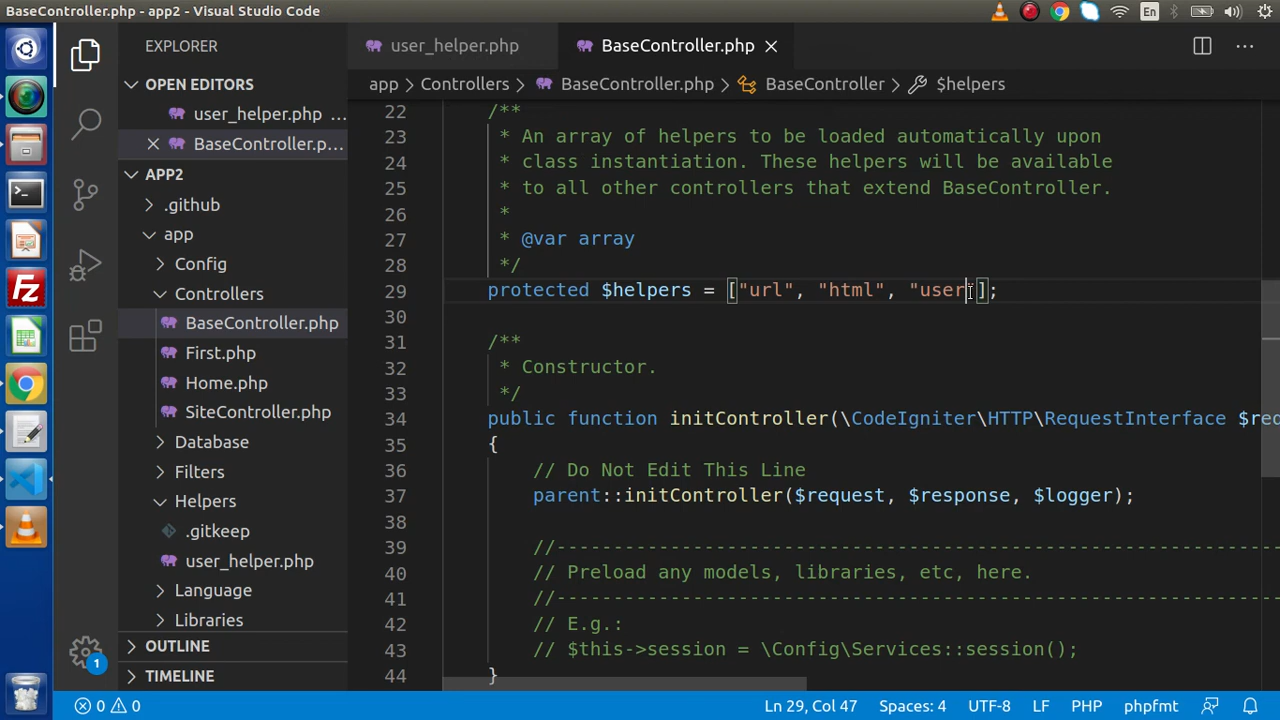 BaseController.php - app2 - Visual Studio Code
En
EXPLORER
OPEN EDITORS
user_helper.php ...
BaseController.p...
APP2
.github
app
Config
Controllers
BaseController.php
First.php
Home.php
SiteController.php
Database
Filters
Helpers
.gitkeep
user_helper.php
Language
Libraries
OUTLINE
TIMELINE
1
user_helper.php
BaseController.php
app > Controllers > BaseController.php > BaseController > $helpers
22 /**
23 * An array of helpers to be loaded automatically upon
24 * class instantiation. These helpers will be available
25 * to all other controllers that extend BaseController.
26 *
27 * @var array
28 */
29 protected $helpers = ["url", "html", "user"];
30
31 /**
32 * Constructor.
33 */
34 public function initController(\CodeIgniter\HTTP\RequestInterface $req
35 {
36 // Do Not Edit This Line
37 parent::initController($request, $response, $logger);
38
39 //--------------------------------------------------------------------
40 // Preload any models, libraries, etc, here.
41 //--------------------------------------------------------------------
42 // E.g.:
43 // $this->session = \Config\Services::session();
44 }
0 0
Ln 29, Col 47
Spaces: 4
UTF-8
LF
PHP
phpfmt